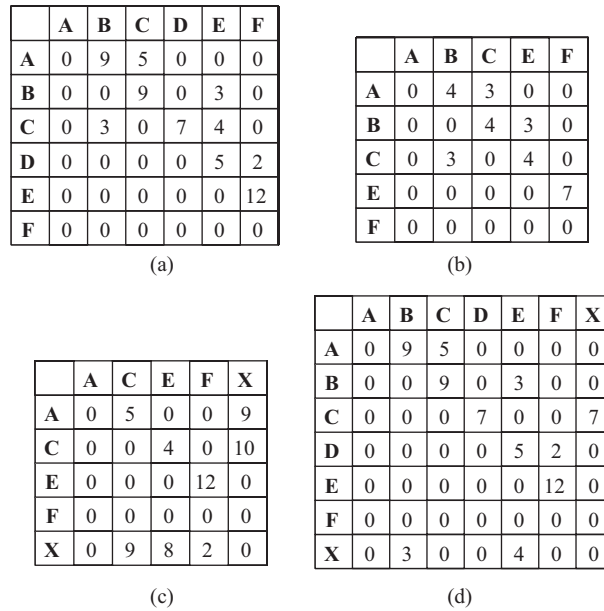 A B C D E F
A 0 9 5 0 0 0
B 0 0 9 0 3 0
C 0 3 0 7 4 0
D 0 0 0 0 5 2
E 0 0 0 0 0 12
F 0 0 0 0 0 0
(a)
A B C E F
A 0 4 3 0 0
B 0 0 4 3 0
C 0 3 0 4 0
E 0 0 0 0 7
F 0 0 0 0 0
(b)
A C E F X
A 0 5 0 0 9
C 0 0 4 0 10
E 0 0 0 12 0
F 0 0 0 0 0
X 0 9 8 2 0
(c)
A B C D E F X
A 0 9 5 0 0 0 0
B 0 0 9 0 3 0 0
C 0 0 0 7 0 0 7
D 0 0 0 0 5 2 0
E 0 0 0 0 0 12 0
F 0 0 0 0 0 0 0
X 0 3 0 0 4 0 0
(d)